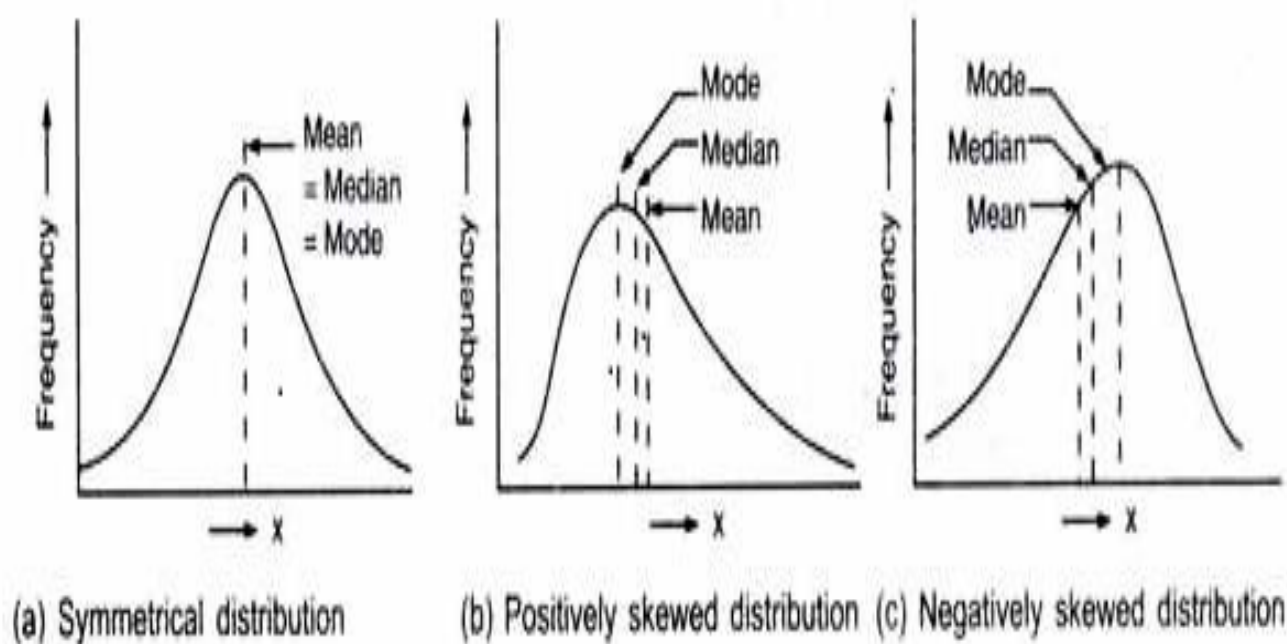 Frequency
Mean
= Median
= Mode
X
(a) Symmetrical distribution
Frequency
Mode
Median
Mean
X
(b) Positively skewed distribution
Frequency
Mode
Median
Mean
X
(c) Negatively skewed distribution